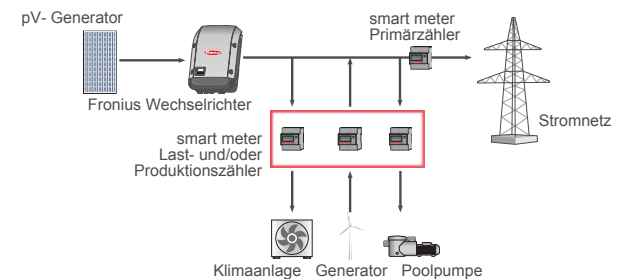 pV- Generator
smart meter
Primärzähler
Fronius Wechselrichter
Stromnetz
smart meter
Last- und/oder
Produktionszähler
Klimaanlage
Generator
Poolpumpe